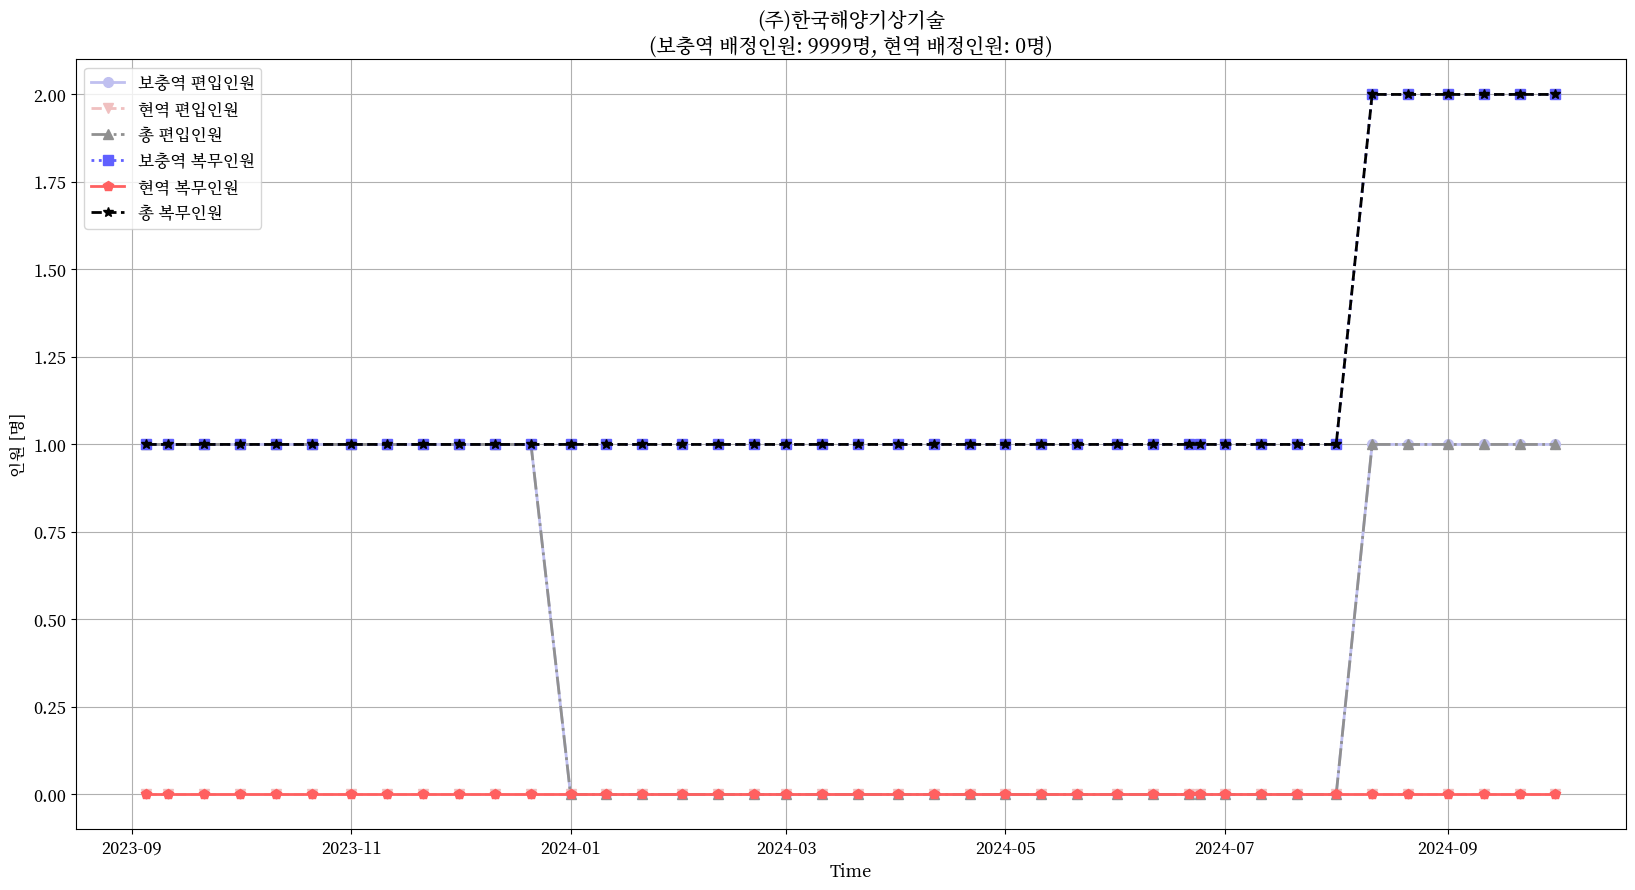 (주)한국해양기상기술
(보충역 배정인원: 9999명, 현역 배정인원: 0명)
보충역 편입인원
현역 편입인원
총 편입인원
보충역 복무인원
현역 복무인원
총 복무인원
2.00
1.75
1.50
1.25
1.00
0.75
0.50
0.25
0.00
인원 [명]
2023-09 2023-11 2024-01 2024-03 2024-05 2024-07 2024-09
Time